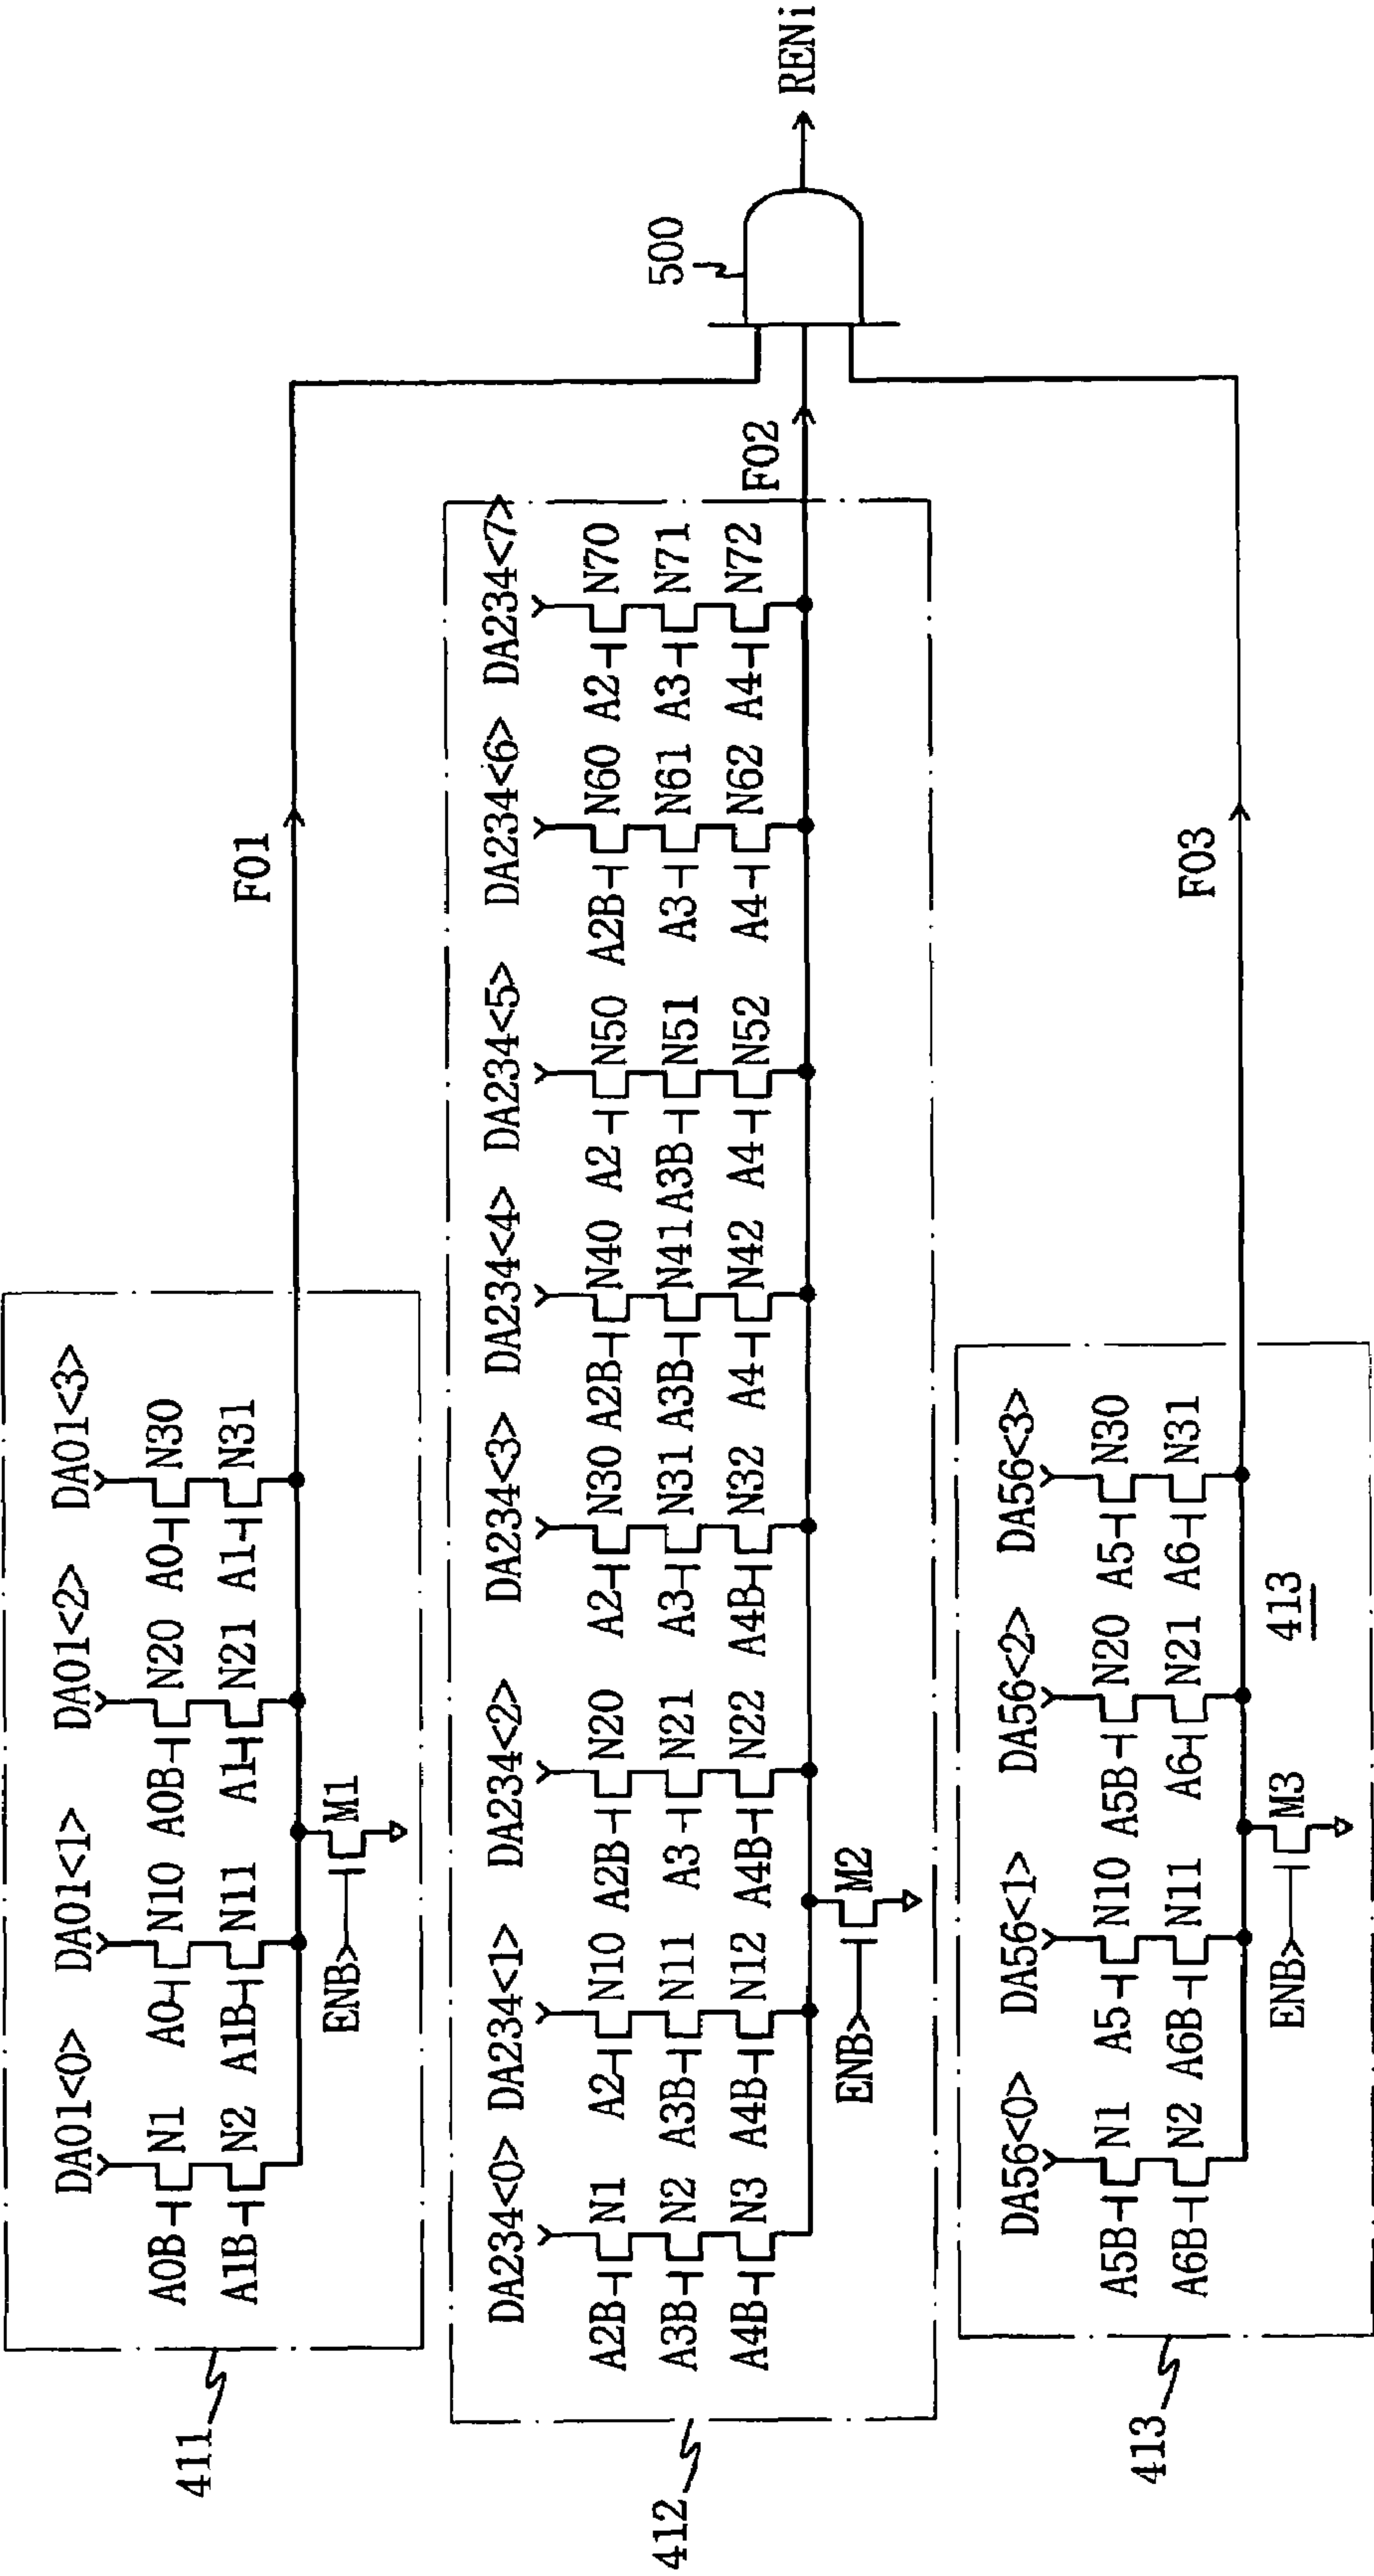 411
DA01<0> DA01<1> DA01<2> DA01<3>
A0B N1 A0 N10 A0B N20 A0 N30
A1B N2 A1B N11 A1 N21 A1 N31
ENB M1
F01
412
DA234<0> DA234<1> DA234<2> DA234<3> DA234<4> DA234<5> DA234<6> DA234<7>
A2B N1 A2 N10 A2B N20 A2 N30 A2B N40 A2 N50 A2B N60 A2 N70
A3B N2 A3B N11 A3 N21 A3 N31 A3B N41 A3B N51 A3 N61 A3 N71
A4B N3 A4B N12 A4B N22 A4B N32 A4 N42 A4 N52 A4 N62 A4 N72
ENB M2
F02
500
RENi
413
DA56<0> DA56<1> DA56<2> DA56<3>
A5B N1 A5 N10 A5B N20 A5 N30
A6B N2 A6B N11 A6 N21 A6 N31
ENB M3
413
F03